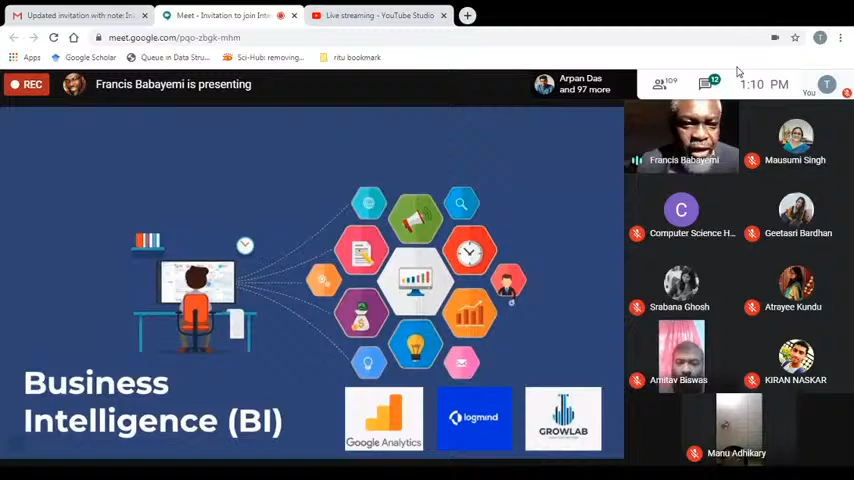 Updated invitation with note: In
Meet - Invitation to join Inte
Live streaming - YouTube Studio
meet.google.com/pqo-zbgk-mhm
Apps
Google Scholar
Queue in Data Stru...
Sci-Hub: removing...
ritu bookmark
REC
Francis Babayemi is presenting
Arpan Das
and 97 more
109
12
1:10 PM
You
T
T
Francis Babayemi
Mausumi Singh
C
Computer Science H...
Geetasri Bardhan
Srabana Ghosh
Atrayee Kundu
Amitav Biswas
KIRAN NASKAR
Manu Adhikary
Business
Intelligence (BI)
Google Analytics
logmind
GROWLAB